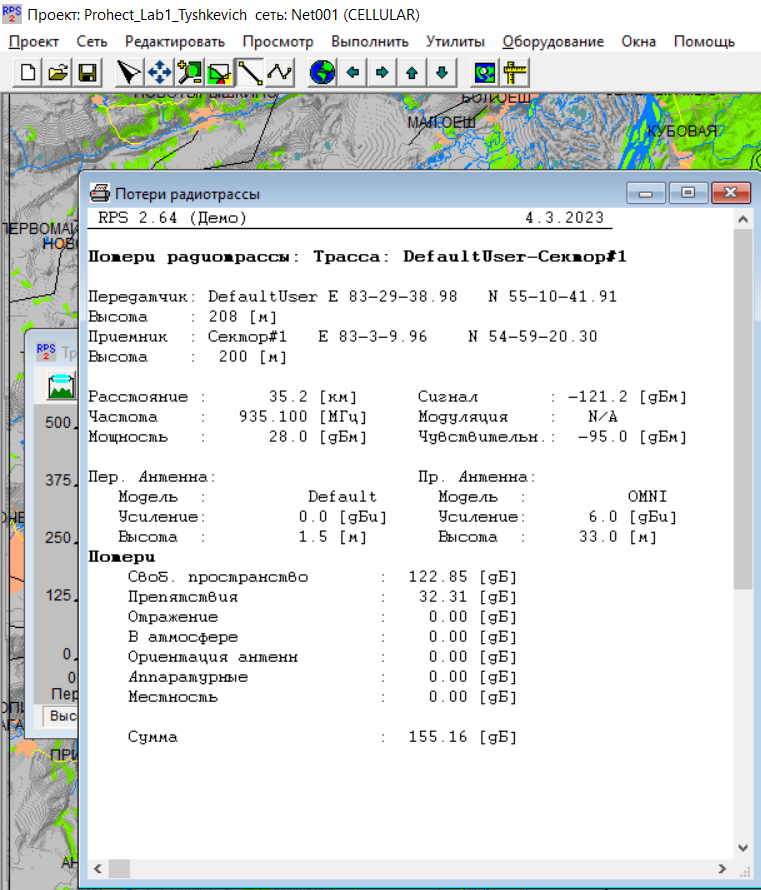 RPS 2 Проект: Prohect_Lab1_Tyshkevich сеть: Net001 (CELLULAR)
Проект Сеть Редактировать Просмотр Выполнить Утилиты Оборудование Окна Помощь
БОЛ.ОЕШ
МАЛ.ОЕШ
КУБОВАЯ
Потери радиотрассы
RPS 2.64 (Демо) 4.3.2023
Потери радиотрассы: Трасса: DefaultUser-Сектор#1
Передатчик: DefaultUser E 83-29-38.98 N 55-10-41.91
Высота : 208 [м]
Приемник : Сектор#1 E 83-3-9.96 N 54-59-20.30
Высота : 200 [м]
Расстояние : 35.2 [км] Сигнал : -121.2 [дБм]
Частота : 935.100 [МГц] Модуляция : N/A
Мощность : 28.0 [дБм] Чувствительн.: -95.0 [дБм]
Пер. Антенна: Пр. Антенна:
Модель : Default Модель : OMNI
Усиление: 0.0 [дБи] Усиление: 6.0 [дБи]
Высота : 1.5 [м] Высота : 33.0 [м]
Потери
Своб. пространство : 122.85 [дБ]
Препятствия : 32.31 [дБ]
Отражение : 0.00 [дБ]
В атмосфере : 0.00 [дБ]
Ориентация антенн : 0.00 [дБ]
Аппаратурные : 0.00 [дБ]
Местность : 0.00 [дБ]
Сумма : 155.16 [дБ]
RPS 2
500
375
250
125
0
0
Пер
Выс